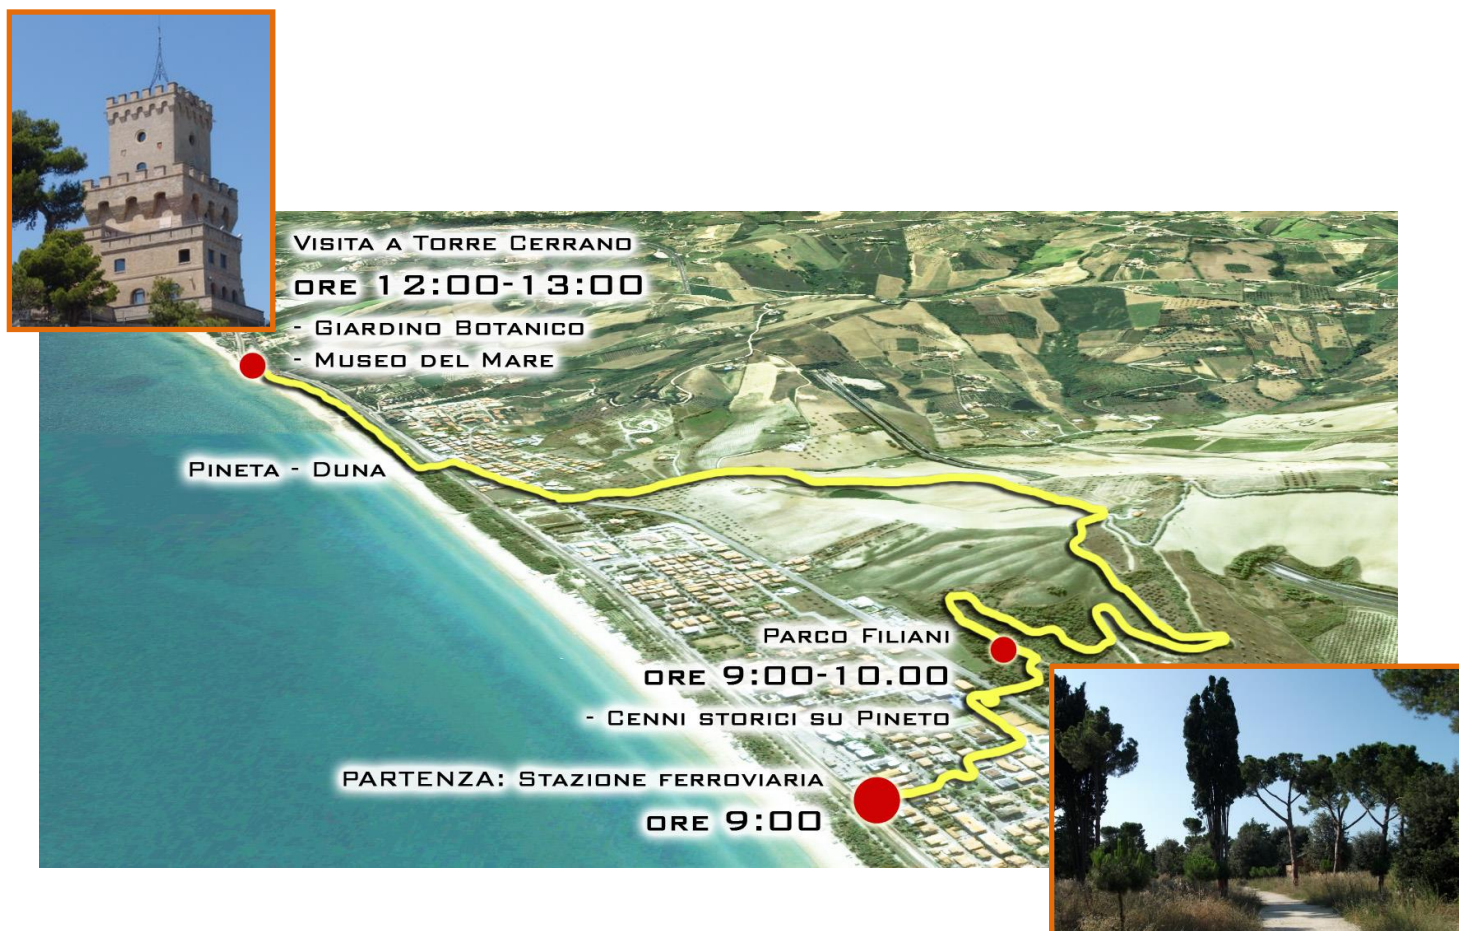 Visita a Torre Cerrano
ore 12:00-13:00
- Giardino Botanico
- Museo del Mare
Pineta - Duna
Parco Filiani
ore 9:00-10.00
- Cenni storici su Pineto
PARTENZA: Stazione ferroviaria
ore 9:00